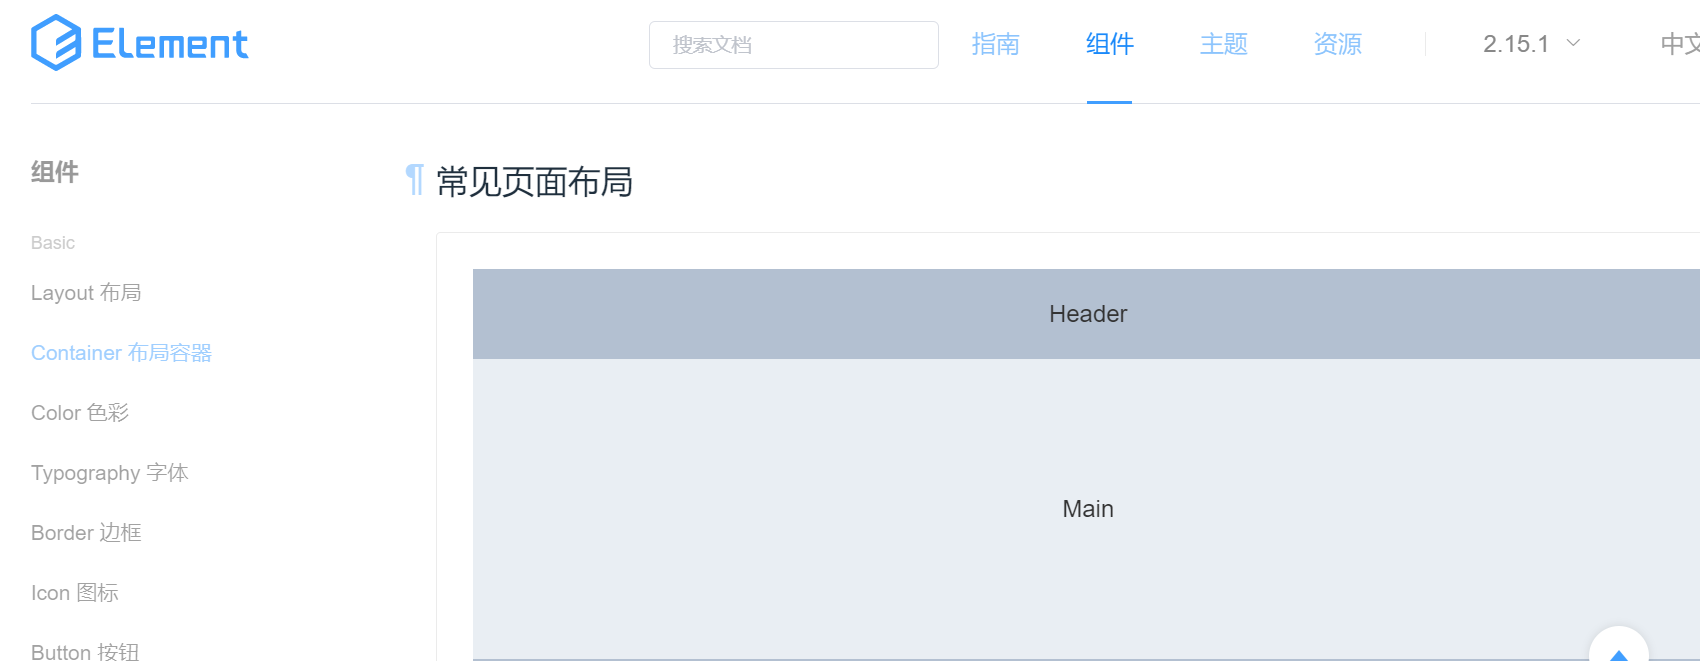 Element
搜索文档
指南
组件
主题
资源
2.15.1
中文
组件
Basic
Layout 布局
Container 布局容器
Color 色彩
Typography 字体
Border 边框
Icon 图标
Button 按钮
¶ 常见页面布局
Header
Main